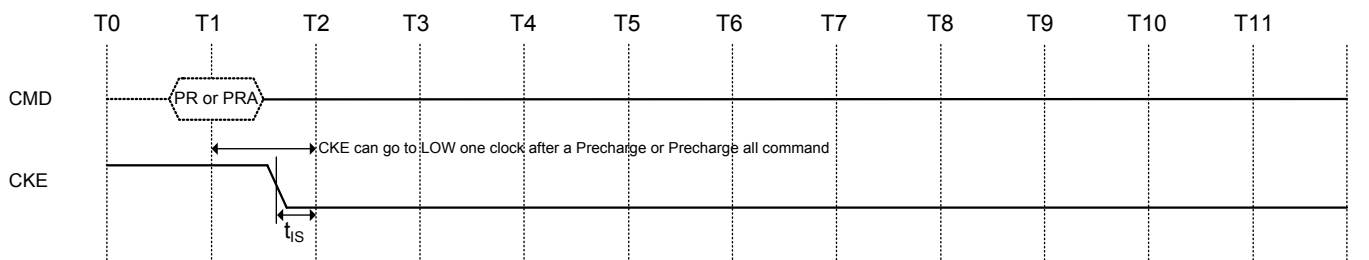 T0 T1 T2 T3 T4 T5 T6 T7 T8 T9 T10 T11
CMD PR or PRA
CKE can go to LOW one clock after a Precharge or Precharge all command
CKE
tIS